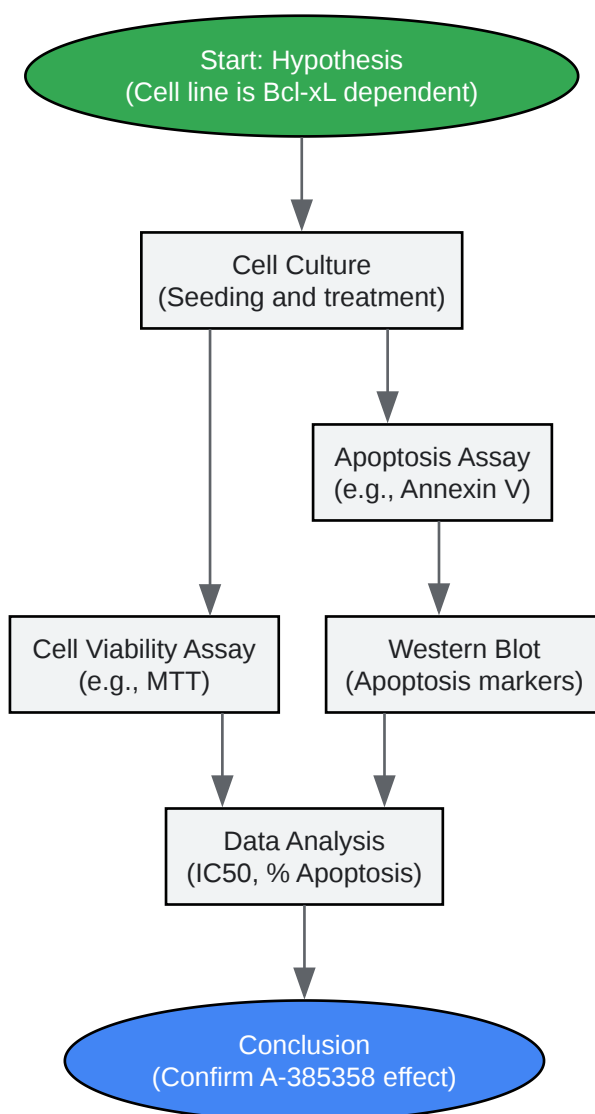 Start: Hypothesis
(Cell line is Bcl-xL dependent)
Cell Culture
(Seeding and treatment)
Apoptosis Assay
(e.g., Annexin V)
Cell Viability Assay
(e.g., MTT)
Western Blot
(Apoptosis markers)
Data Analysis
(IC50, % Apoptosis)
Conclusion
(Confirm A-385358 effect)